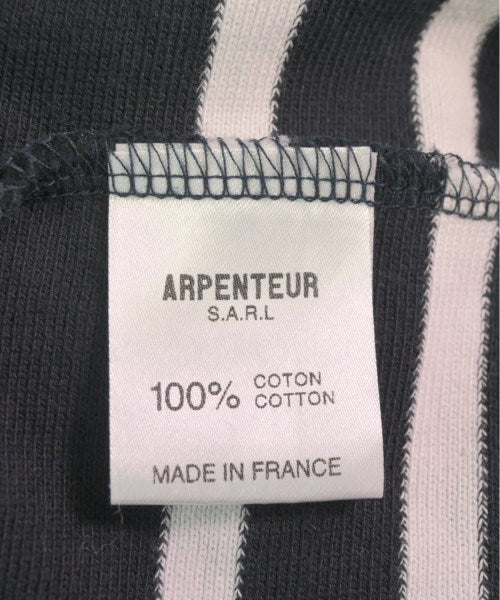 ARPENTEUR
S.A.R.L
100% COTON
COTTON
MADE IN FRANCE